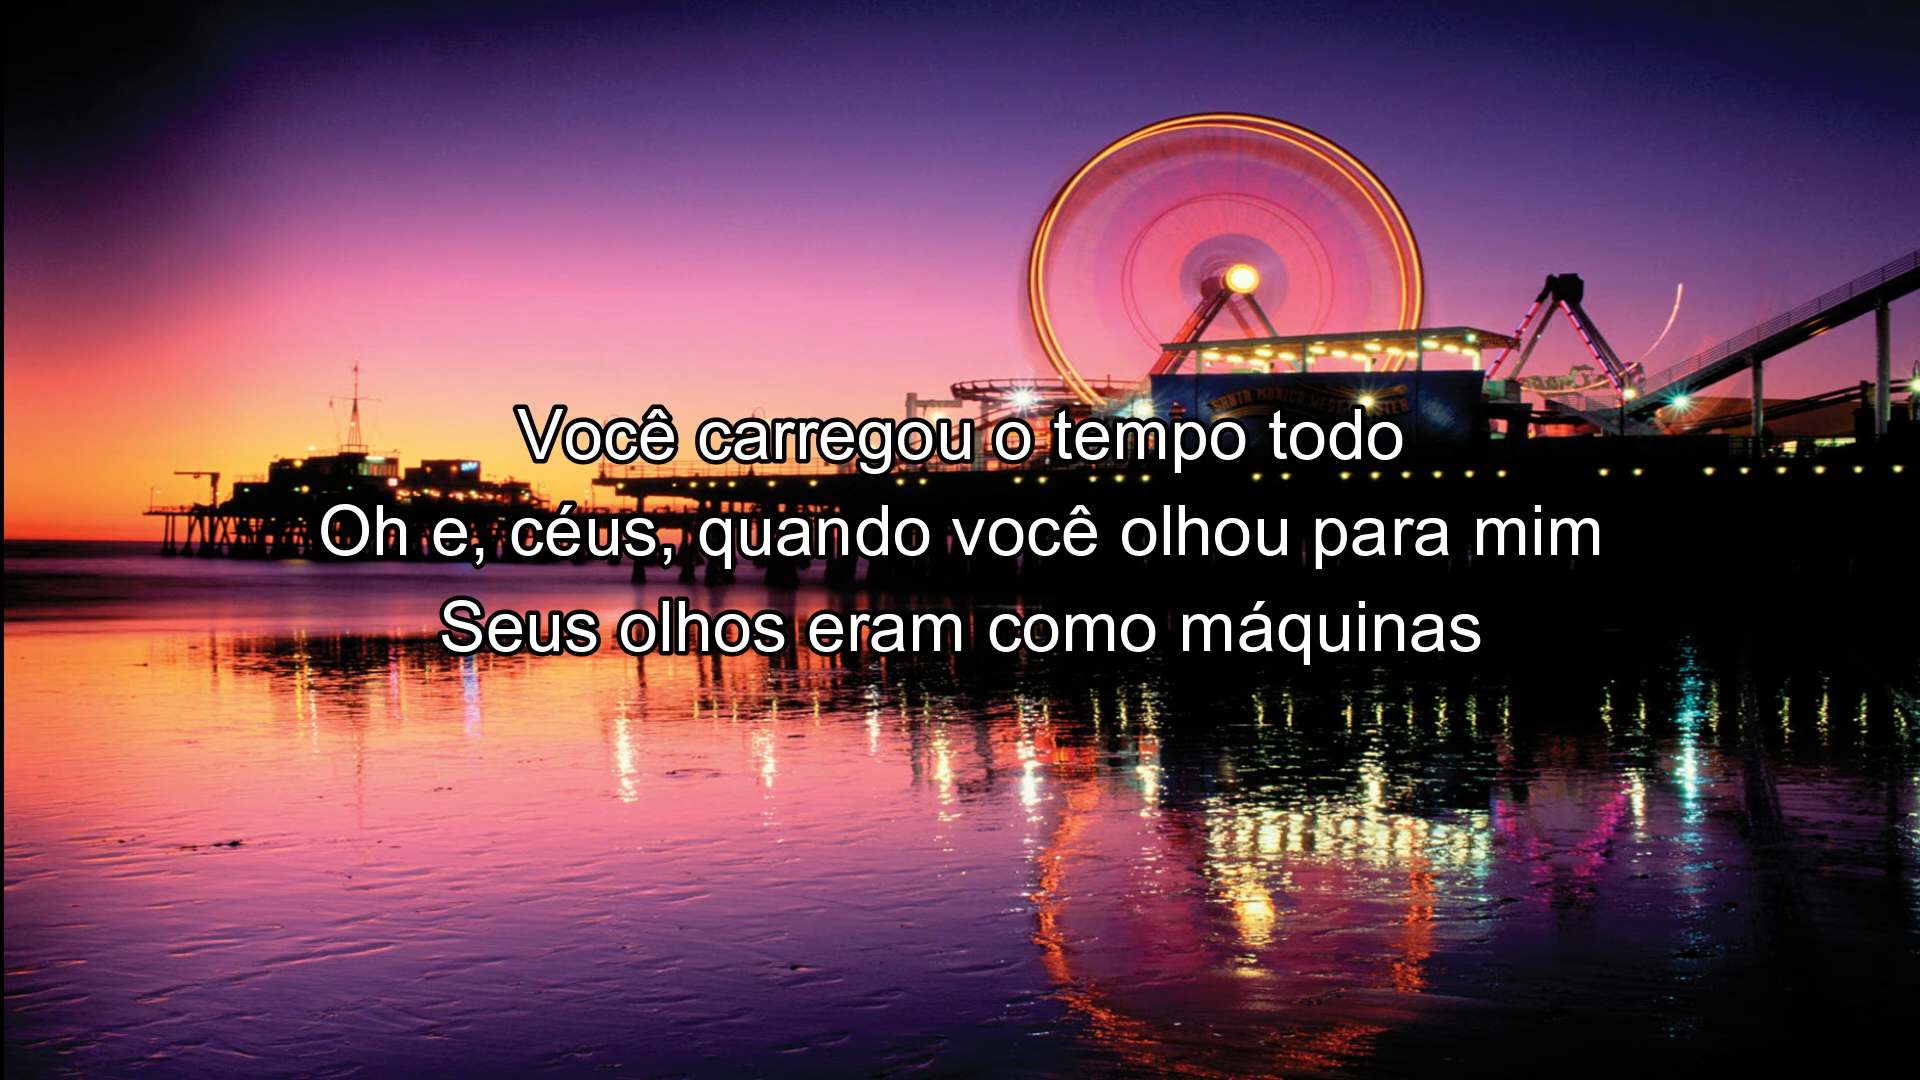 Você carregou o tempo todo
Oh e, céus, quando você olhou para mim
Seus olhos eram como máquinas